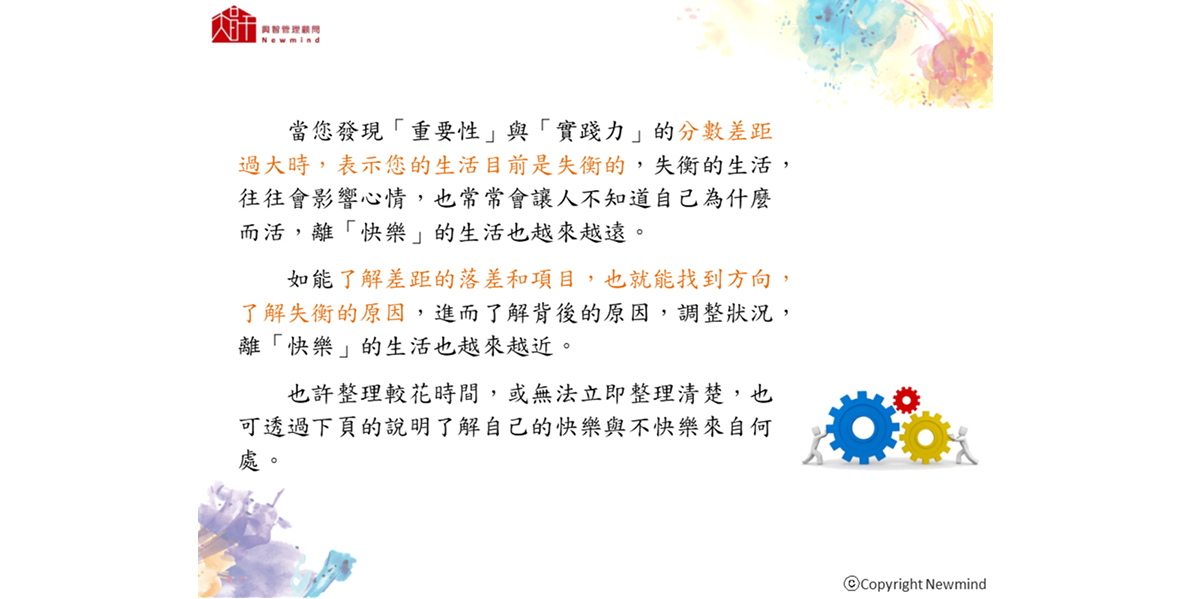 興智管理顧問
Newmind
當您發現「重要性」與「實踐力」的分數差距
過大時，表示您的生活目前是失衡的，失衡的生活，
往往會影響心情，也常常會讓人不知道自己為什麼
而活，離「快樂」的生活也越來越遠。
如能了解差距的落差和項目，也就能找到方向，
了解失衡的原因，進而了解背後的原因，調整狀況，
離「快樂」的生活也越來越近。
也許整理較花時間，或無法立即整理清楚，也
可透過下頁的說明了解自己的快樂與不快樂來自何
處。
ⓒCopyright Newmind